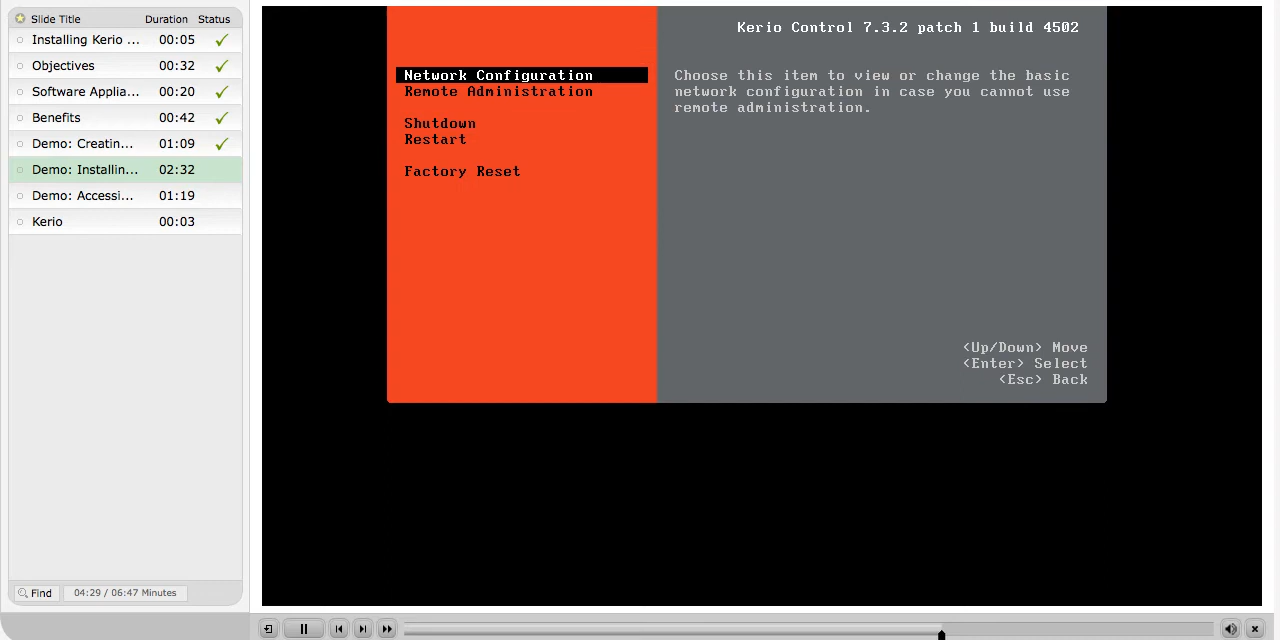 Slide Title Duration Status
Installing Kerio ... 00:05
Objectives 00:32
Software Applia... 00:20
Benefits 00:42
Demo: Creatin... 01:09
Demo: Installin... 02:32
Demo: Accessi... 01:19
Kerio 00:03
Find 04:29 / 06:47 Minutes
Kerio Control 7.3.2 patch 1 build 4502
Network Configuration
Remote Administration
Shutdown
Restart
Factory Reset
Choose this item to view or change the basic
network configuration in case you cannot use
remote administration.
<Up/Down> Move
<Enter> Select
<Esc> Back